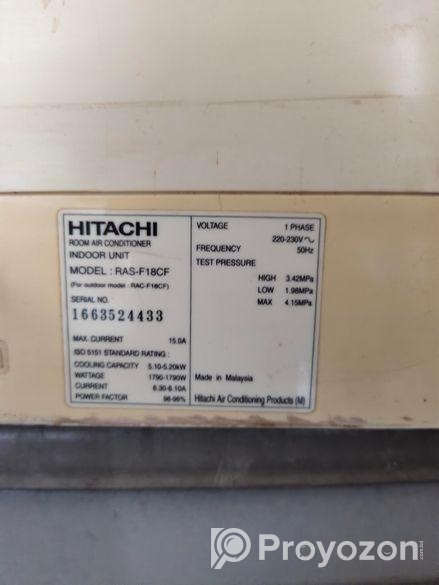 HITACHI
ROOM AIR CONDITIONER
INDOOR UNIT
MODEL : RAS-F18CF
(For outdoor model : RAC-F18CF)
SERIAL NO.
1663524433
MAX. CURRENT 15.0A
ISO 5151 STANDARD RATING :
COOLING CAPACITY 5.10-5.20kW
WATTAGE 1790-1790W
CURRENT 8.30-8.10A
POWER FACTOR 98-96%
VOLTAGE 1 PHASE
220-230V~
FREQUENCY 50Hz
TEST PRESSURE
HIGH 3.42MPa
LOW 1.98MPa
MAX 4.15MPa
Made in Malaysia
Hitachi Air Conditioning Products (M)
Proyozon